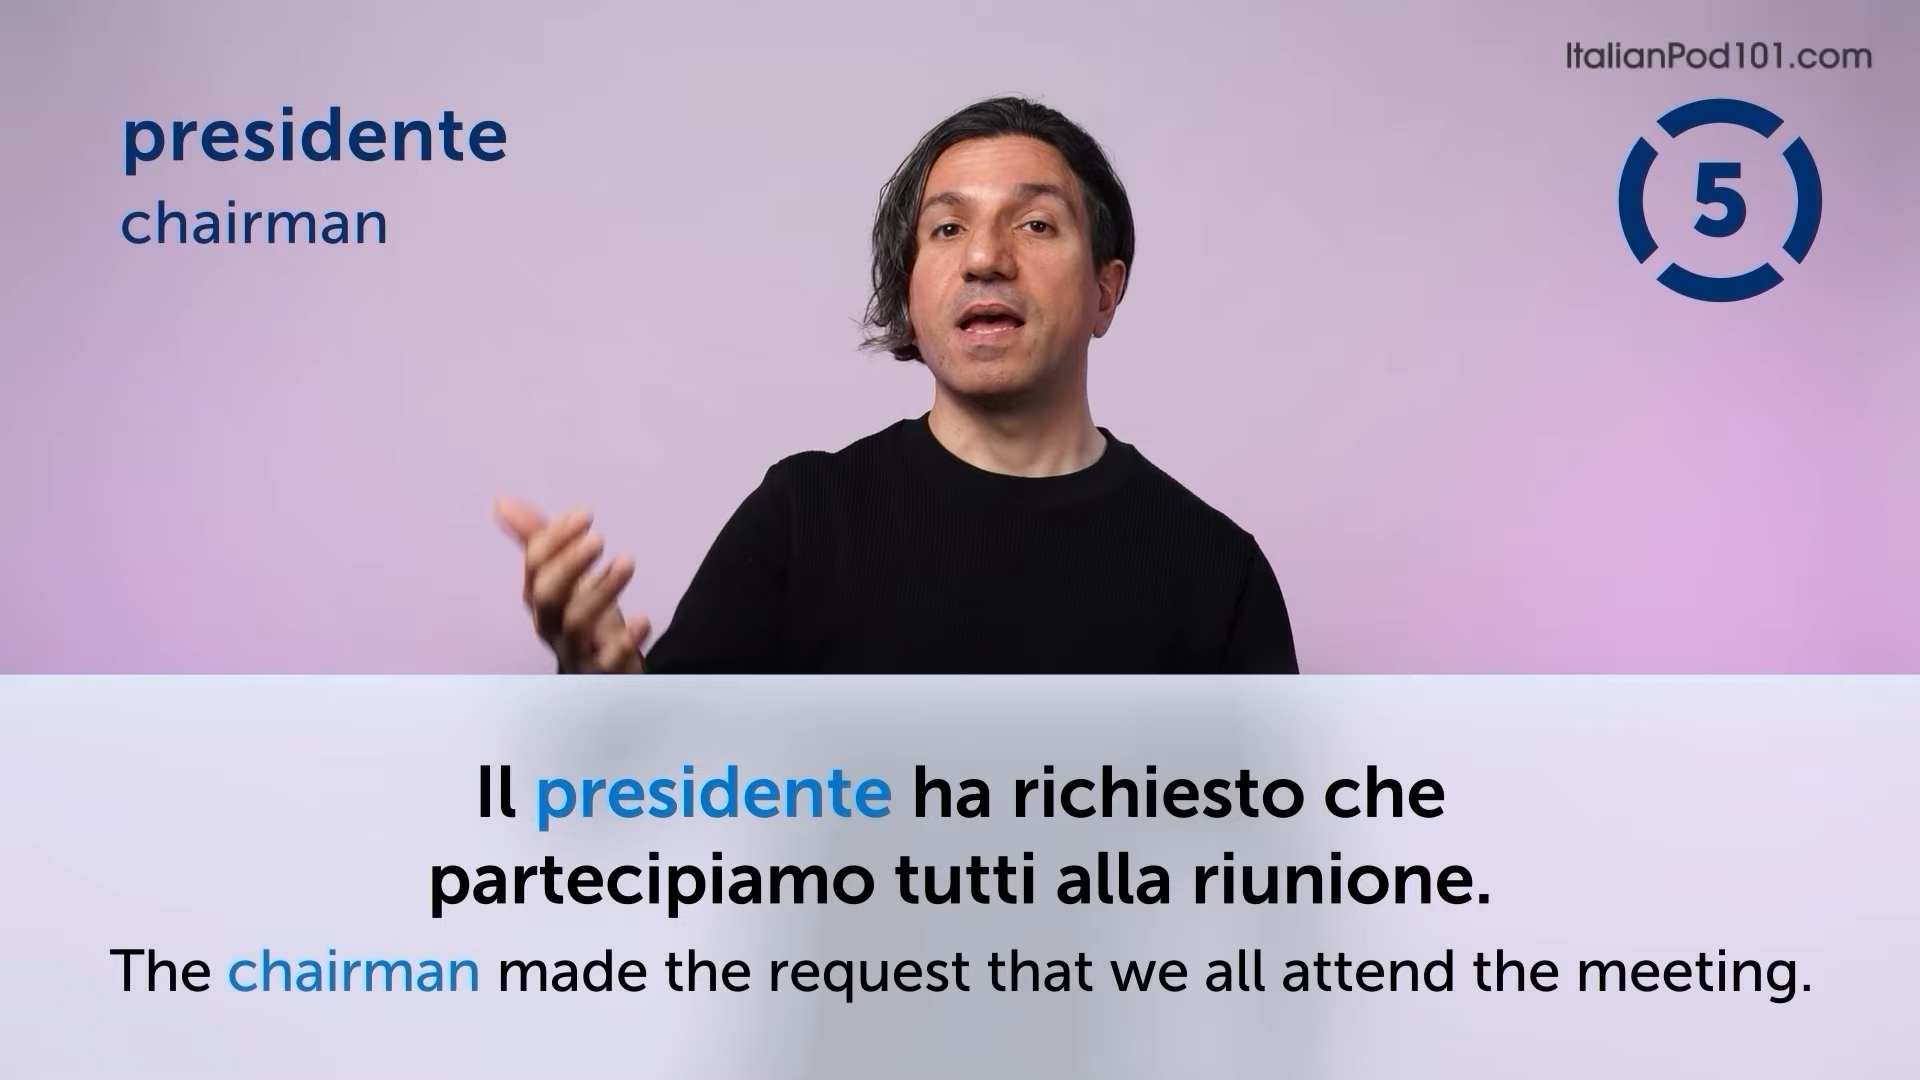 ItalianPod101.com
presidente
chairman
5
Il presidente ha richiesto che
partecipiamo tutti alla riunione.
The chairman made the request that we all attend the meeting.